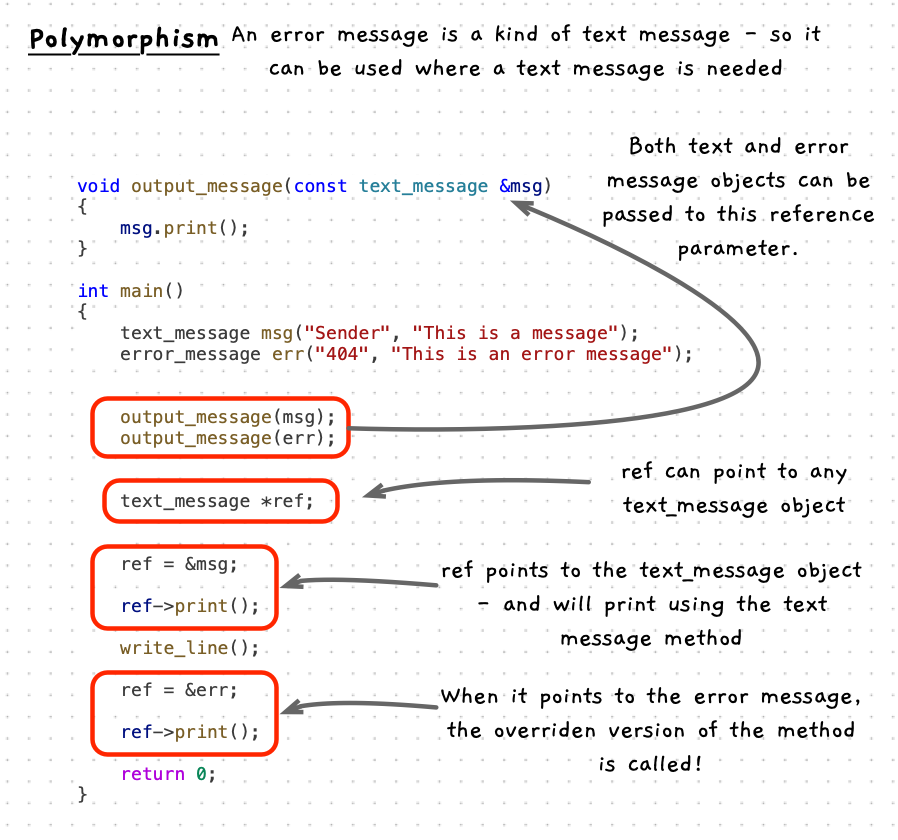 Polymorphism An error message is a kind of text message - so it
can be used where a text message is needed
Both text and error
message objects can be
passed to this reference
parameter.
void output_message(const text_message &msg)
{
msg.print();
}
int main()
{
text_message msg("Sender", "This is a message");
error_message err("404", "This is an error message");
output_message(msg);
output_message(err);
text_message *ref;
ref can point to any
text_message object
ref = &msg;
ref->print();
ref points to the text_message object
- and will print using the text
message method
write_line();
ref = &err;
ref->print();
When it points to the error message,
the overriden version of the method
is called!
return 0;
}